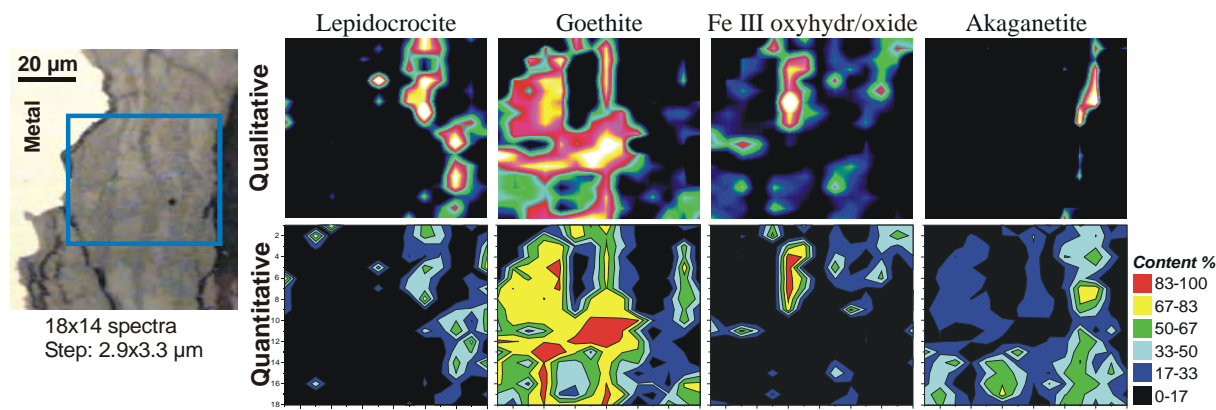 Lepidocrocite
Goethite
Fe III oxyhydr/oxide
Akaganetite
20 µm
Metal
Qualitative
Quantitative
2
4
6
8
10
12
14
16
18
Content %
83-100
67-83
50-67
33-50
17-33
0-17
18x14 spectra
Step: 2.9x3.3 µm